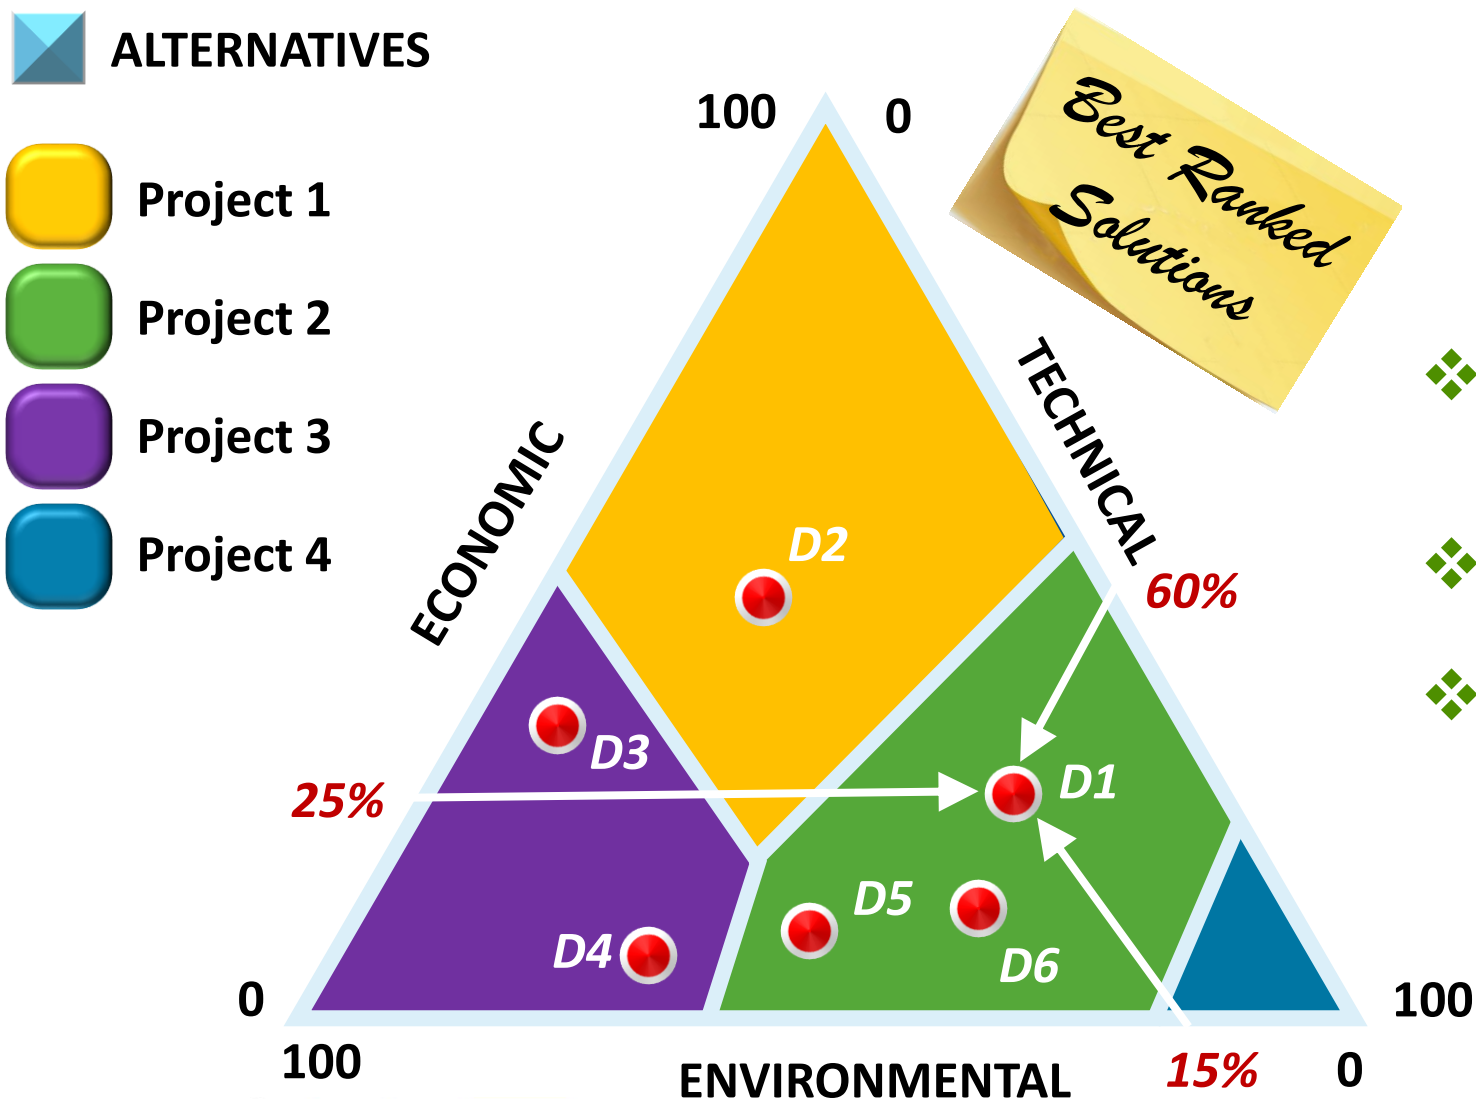 ALTERNATIVES
Project 1
Project 2
Project 3
Project 4
100
0
Best Ranked
Solutions
ECONOMIC
TECHNICAL
D2
60%
D3
D1
25%
D5
D4
D6
0
100
100
ENVIRONMENTAL
15%
0